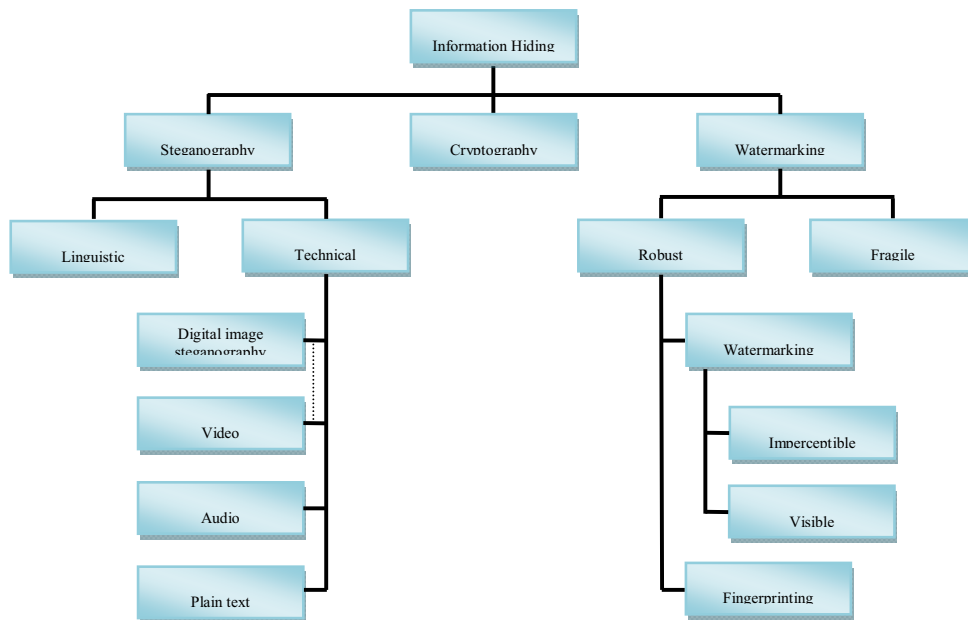 Information Hiding
Steganography
Cryptography
Watermarking
Linguistic
Technical
Robust
Fragile
Digital image
steganography
Watermarking
Video
Imperceptible
Audio
Visible
Plain text
Fingerprinting